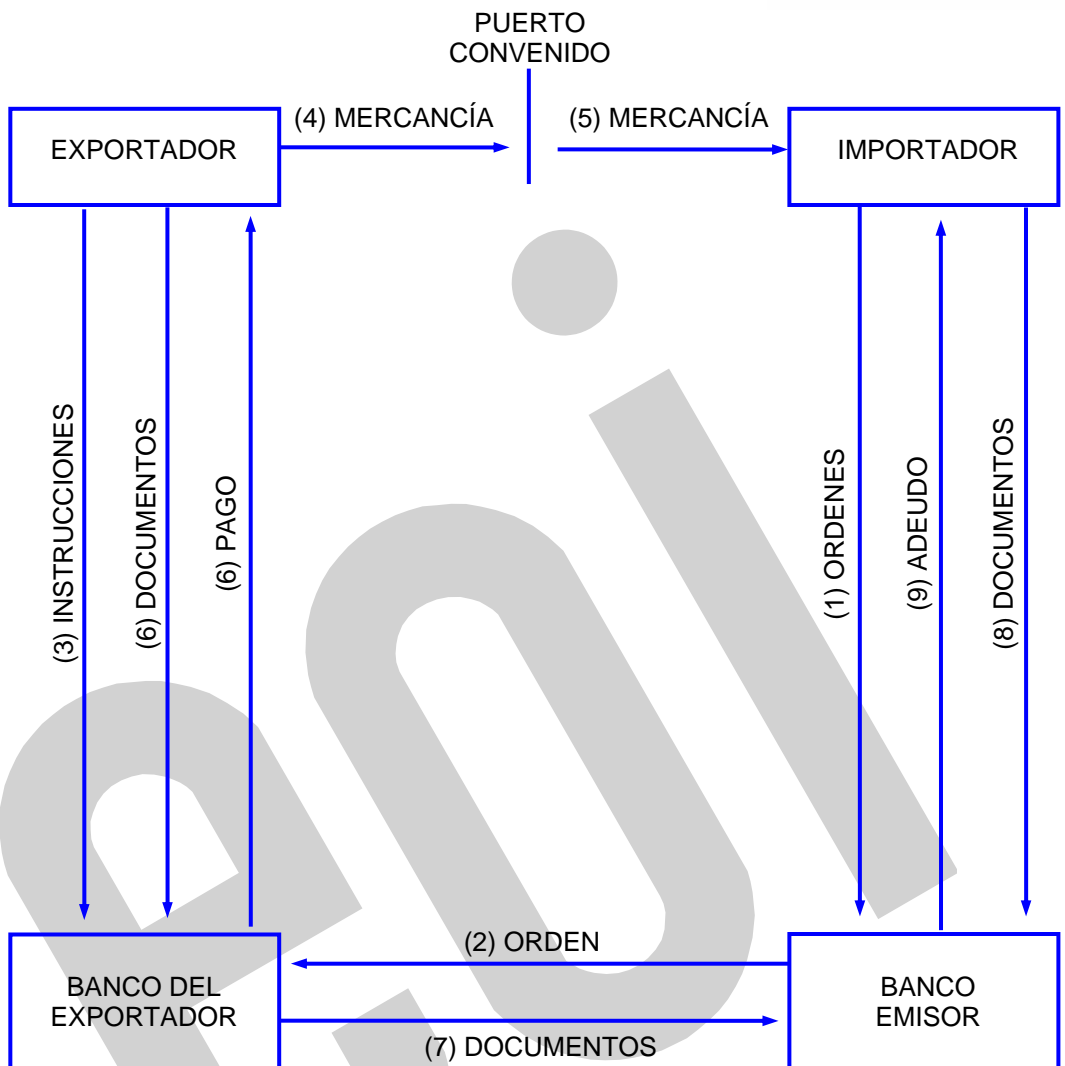 PUERTO
CONVENIDO
(4) MERCANCÍA
(5) MERCANCÍA
EXPORTADOR
IMPORTADOR
(3) INSTRUCCIONES
(6) DOCUMENTOS
(6) PAGO
(1) ORDENES
(9) ADEUDO
(8) DOCUMENTOS
(2) ORDEN
BANCO DEL
EXPORTADOR
BANCO
EMISOR
(7) DOCUMENTOS
eoi